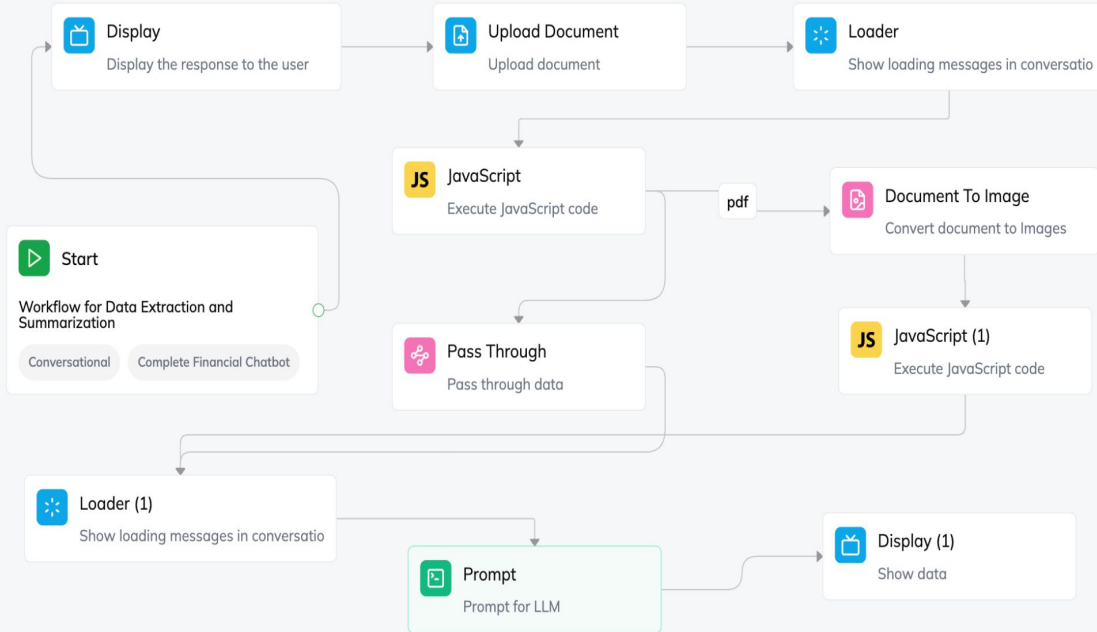 Display
Display the response to the user
Upload Document
Upload document
Loader
Show loading messages in conversatio
JS
JavaScript
Execute JavaScript code
pdf
Document To Image
Convert document to Images
Start
Workflow for Data Extraction and
Summarization
Conversational
Complete Financial Chatbot
Pass Through
Pass through data
JS
JavaScript (1)
Execute JavaScript code
Loader (1)
Show loading messages in conversatio
Prompt
Prompt for LLM
Display (1)
Show data